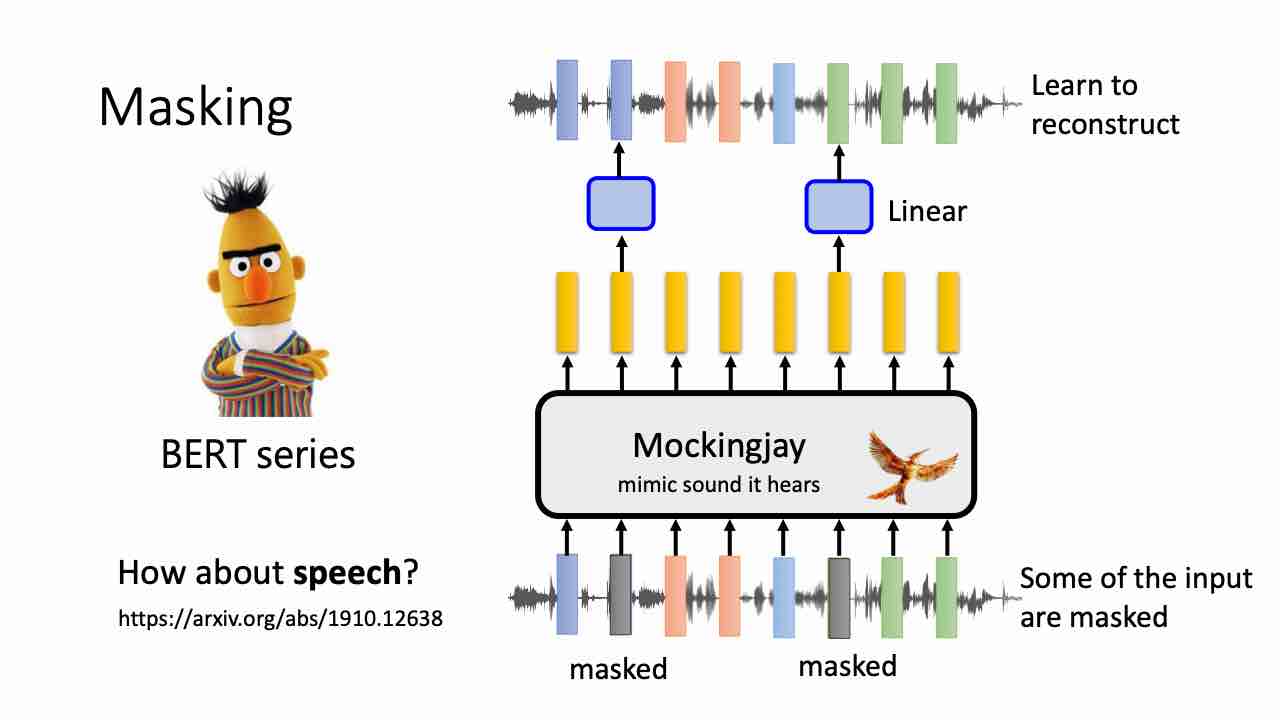 Masking
BERT series
How about speech?
https://arxiv.org/abs/1910.12638
Learn to
reconstruct
Linear
Mockingjay
mimic sound it hears
Some of the input
are masked
masked
masked